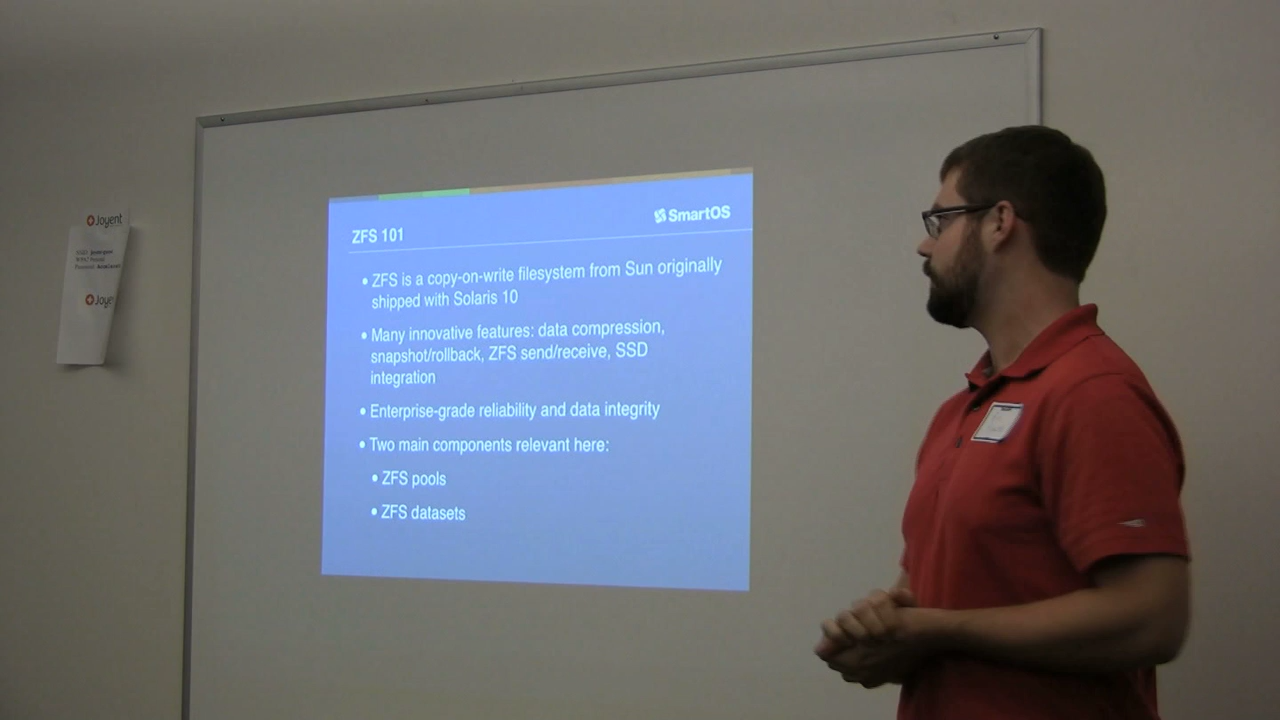 Joyent
ZFS 101
SmartOS
• ZFS is a copy-on-write filesystem from Sun originally
shipped with Solaris 10
• Many innovative features: data compression,
snapshot/rollback, ZFS send/receive, SSD
integration
• Enterprise-grade reliability and data integrity
• Two main components relevant here:
• ZFS pools
• ZFS datasets